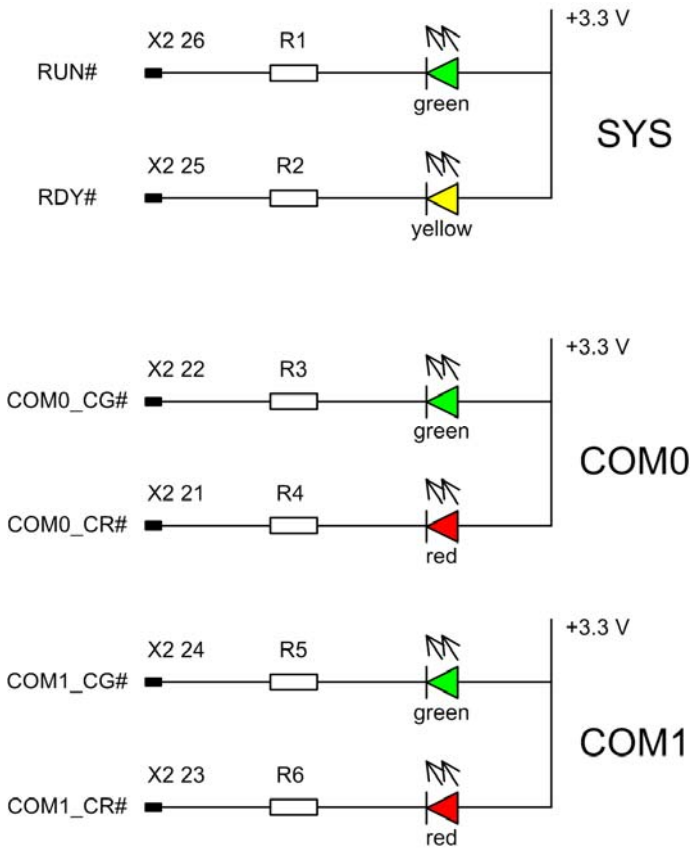 +3.3 V
X2 26 R1
RUN#
green
SYS
X2 25 R2
RDY#
yellow
+3.3 V
X2 22 R3
COM0_CG#
green
COM0
X2 21 R4
COM0_CR#
red
+3.3 V
X2 24 R5
COM1_CG#
green
COM1
X2 23 R6
COM1_CR#
red